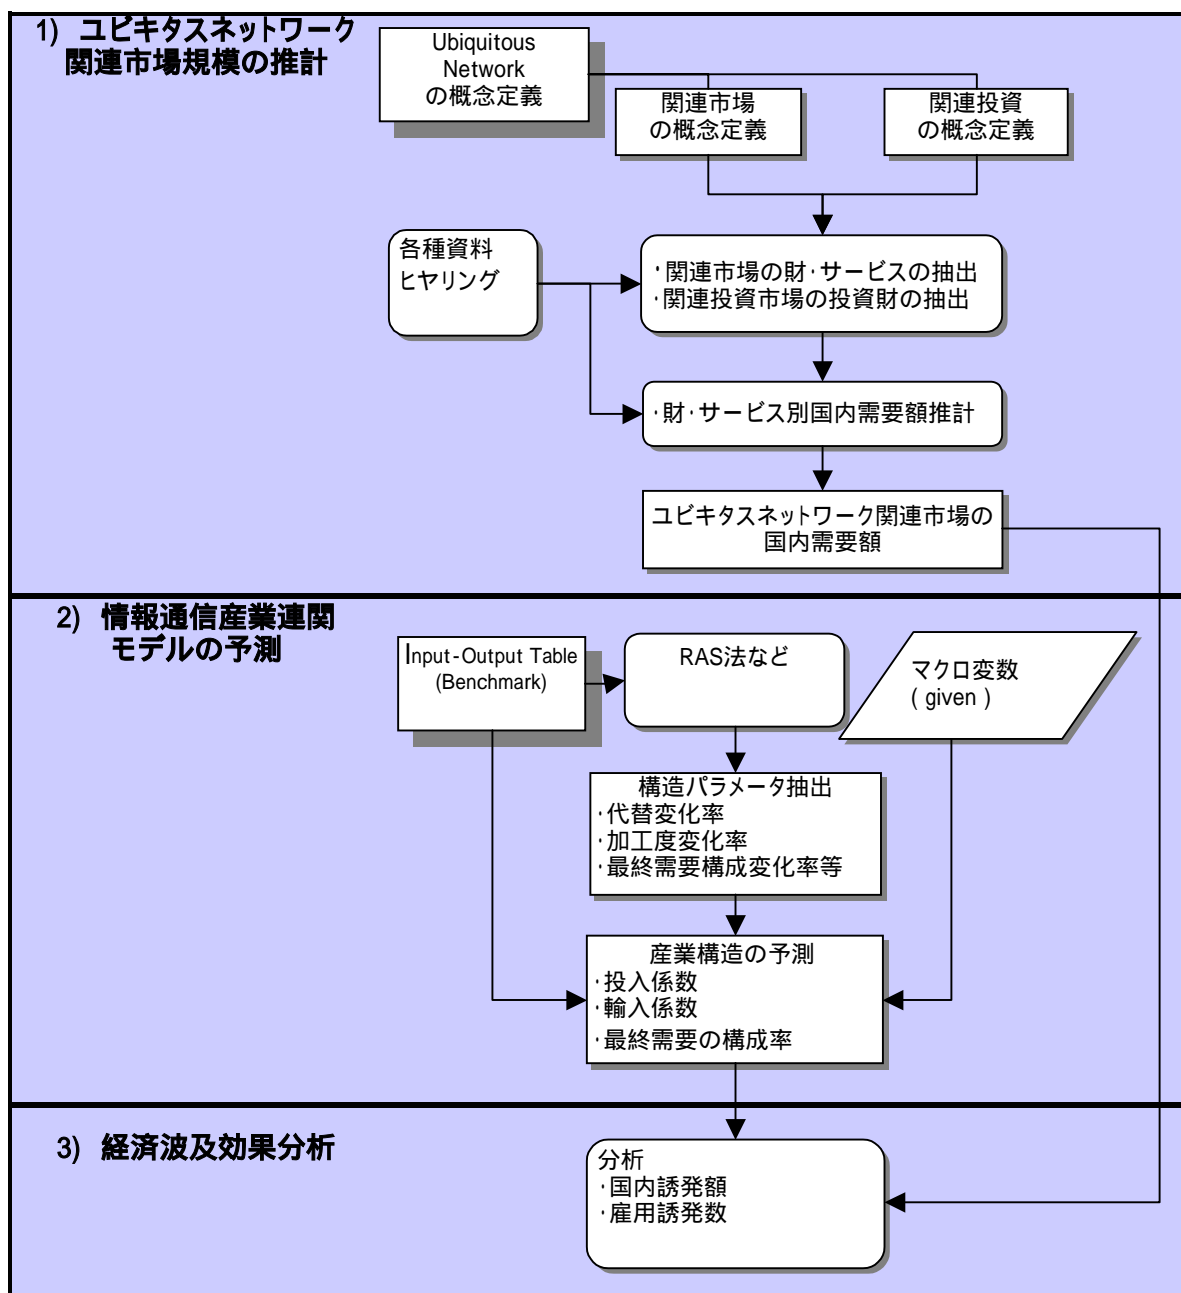 1) ユビキタスネットワーク
関連市場規模の推計
Ubiquitous
Network
の概念定義
関連市場
の概念定義
関連投資
の概念定義
各種資料
ヒヤリング
・関連市場の財・サービスの抽出
・関連投資市場の投資財の抽出
・財・サービス別国内需要額推計
ユビキタスネットワーク関連市場の
国内需要額
2) 情報通信産業連関
モデルの予測
Input-Output Table
(Benchmark)
RAS法など
マクロ変数
( given )
構造パラメータ抽出
・代替変化率
・加工度変化率
・最終需要構成変化率等
産業構造の予測
・投入係数
・輸入係数
・最終需要の構成率
3) 経済波及効果分析
分析
・国内誘発額
・雇用誘発数